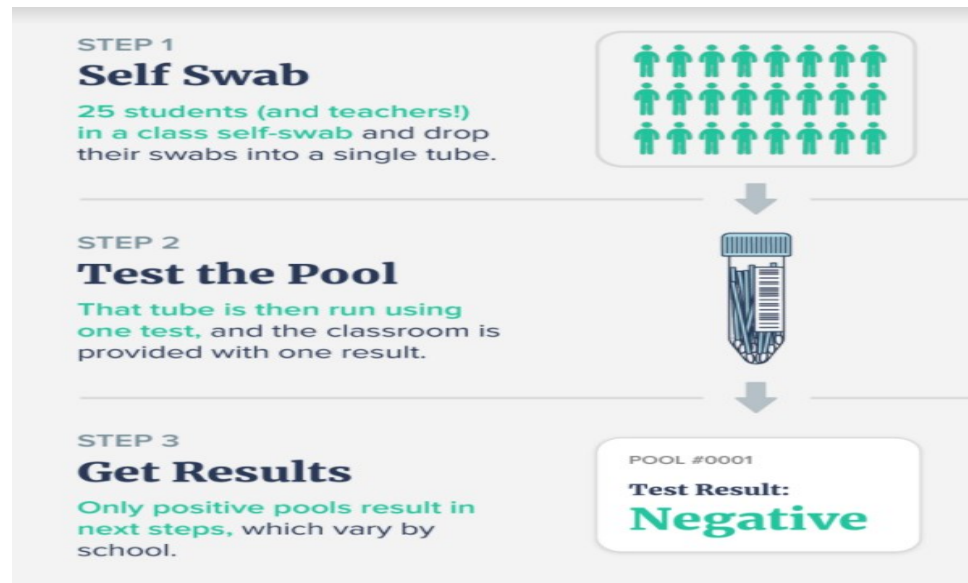 STEP 1
Self Swab
25 students (and teachers!)
in a class self-swab and drop
their swabs into a single tube.
STEP 2
Test the Pool
That tube is then run using
one test, and the classroom is
provided with one result.
STEP 3
Get Results
Only positive pools result in
next steps, which vary by
school.
POOL #0001
Test Result:
Negative